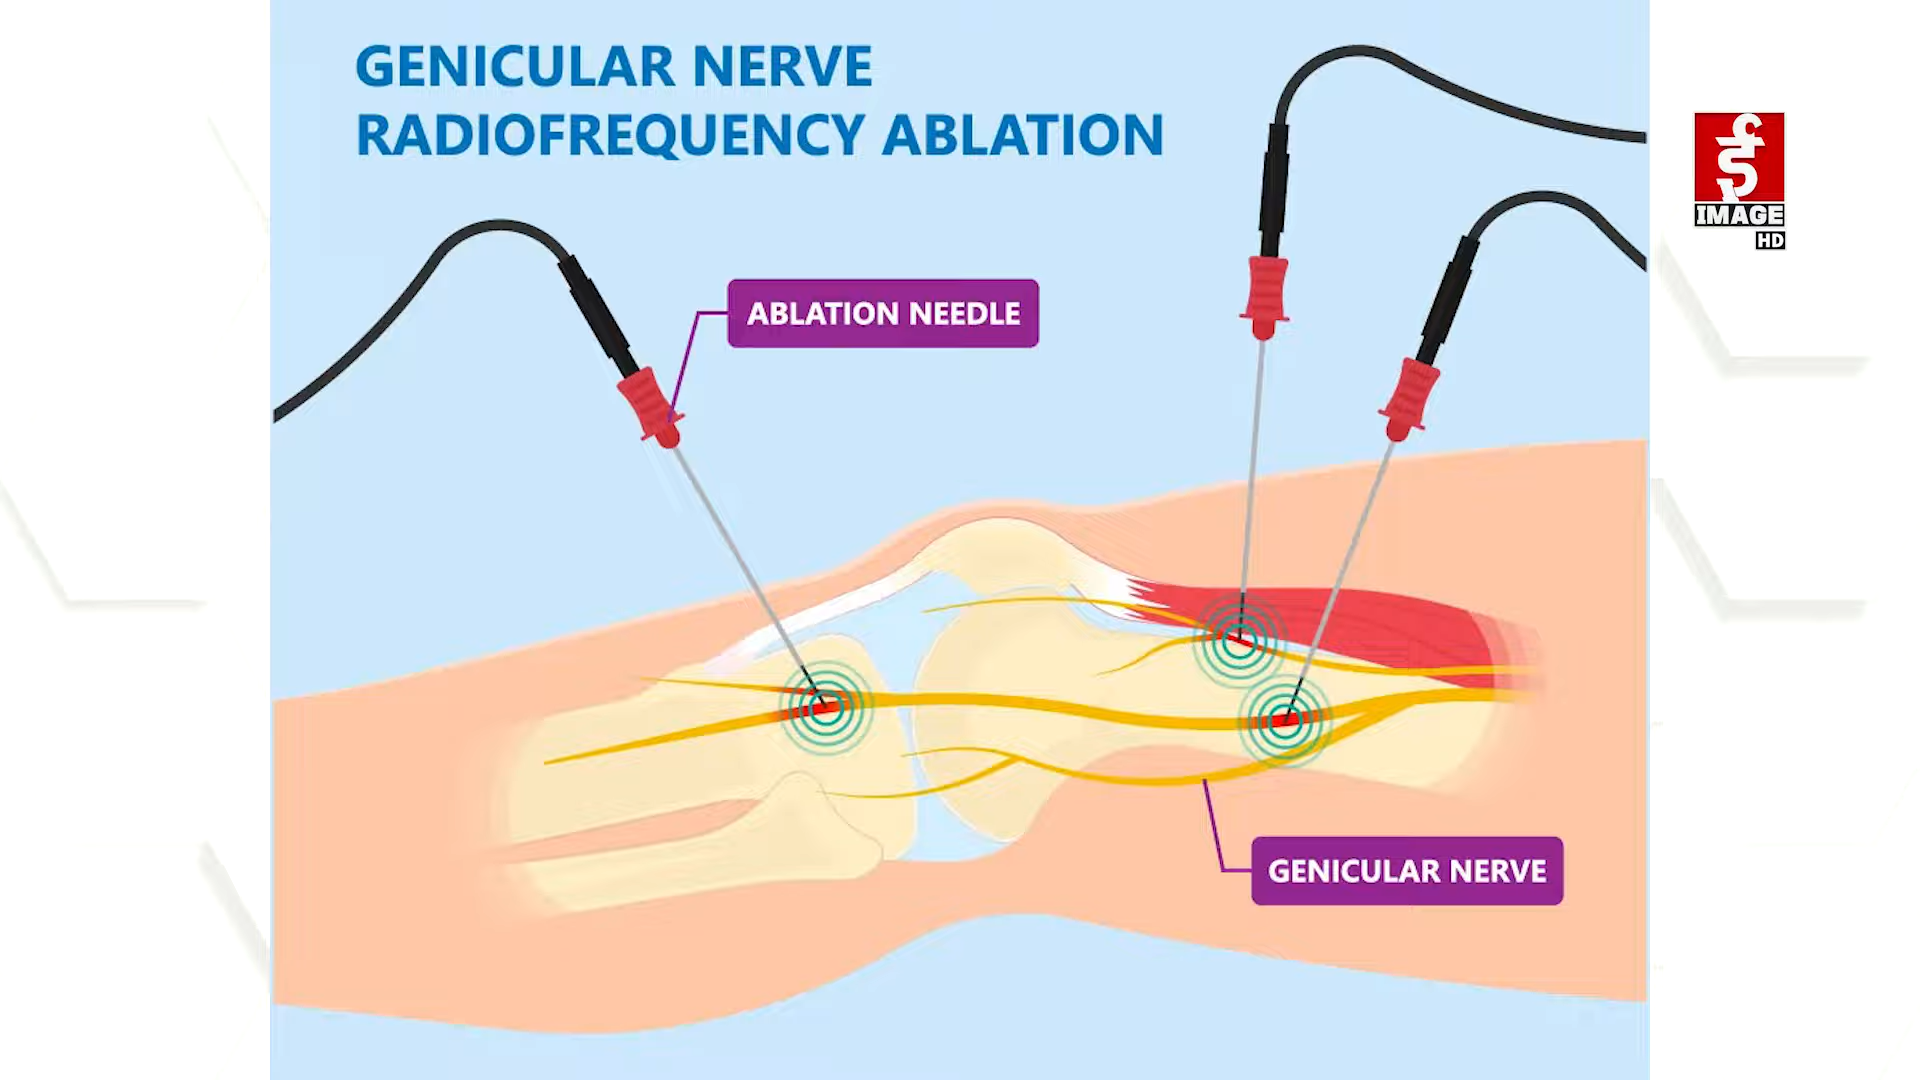 GENICULAR NERVE
RADIOFREQUENCY ABLATION
ABLATION NEEDLE
GENICULAR NERVE
IMAGE
HD